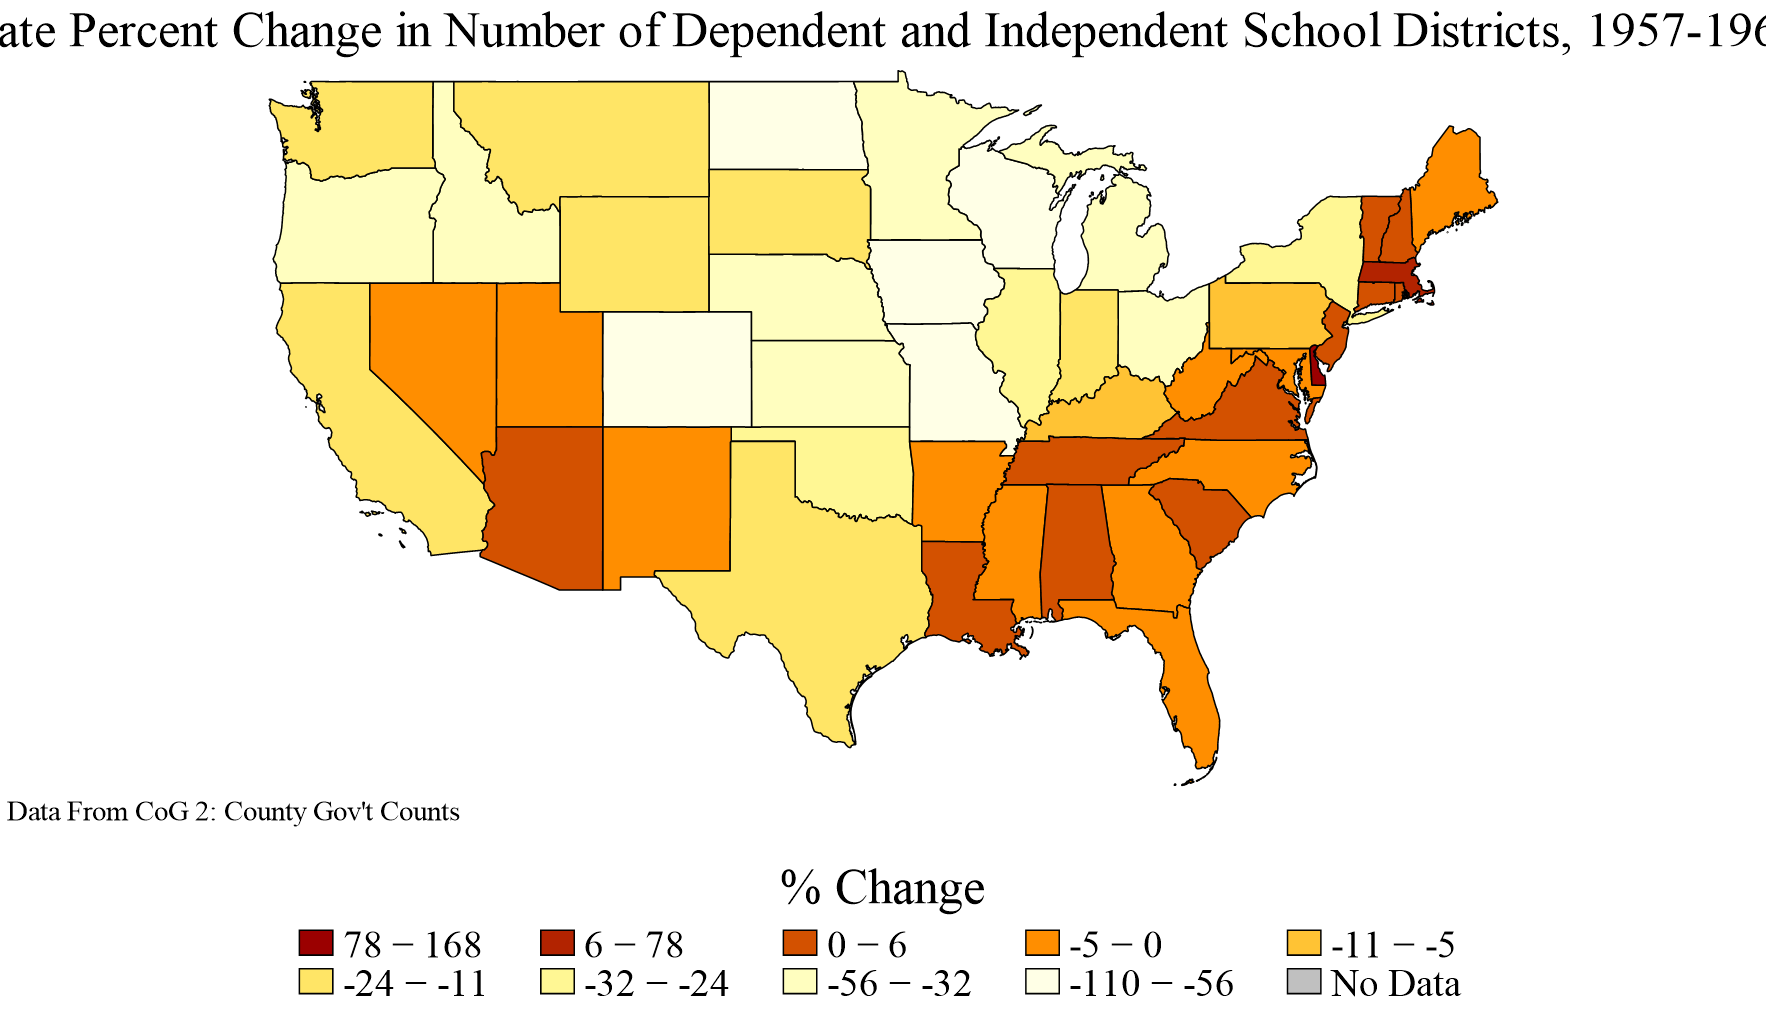 ate Percent Change in Number of Dependent and Independent School Districts, 1957-196
Data From CoG 2: County Gov't Counts
% Change
78 – 168 6 – 78 0 – 6 -5 – 0 -11 – -5
-24 – -11 -32 – -24 -56 – -32 -110 – -56 No Data